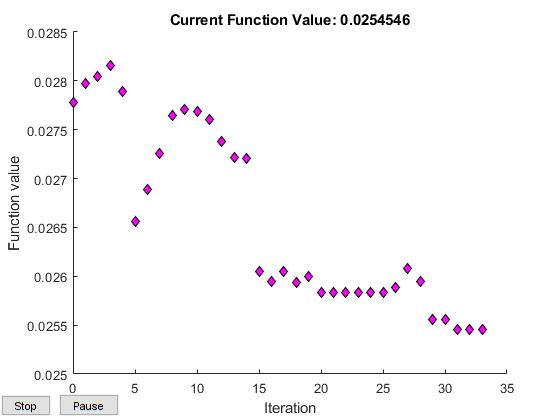 Current Function Value: 0.0254546
0.0285
0.028
0.0275
0.027
0.0265
0.026
0.0255
0.025
Function value
0 5 10 15 20 25 30 35
Iteration
Stop Pause